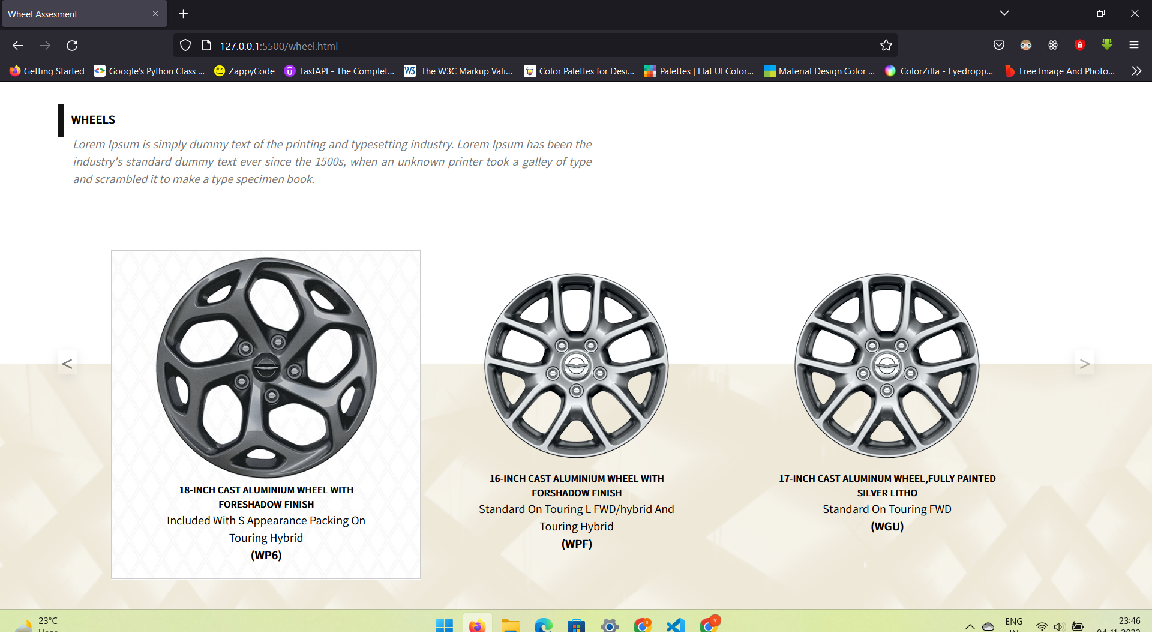 Wheel Assesment
127.0.0.1:5500/wheel.html
Getting Started
Google's Python Class ...
ZappyCode
FastAPI - The Complet...
The W3C Markup Vali...
Color Palettes for Desi...
Palettes | Flat UI Color...
Material Design Color ...
ColorZilla - Eyedropp...
Free Image And Photo...
WHEELS
Lorem Ipsum is simply dummy text of the printing and typesetting industry. Lorem Ipsum has been the
industry's standard dummy text ever since the 1500s, when an unknown printer took a galley of type
and scrambled it to make a type specimen book.
<
>
18-INCH CAST ALUMINIUM WHEEL WITH
FORESHADOW FINISH
Included With S Appearance Packing On
Touring Hybrid
(WP6)
16-INCH CAST ALUMINIUM WHEEL WITH
FORSHADOW FINISH
Standard On Touring L FWD/hybrid And
Touring Hybrid
(WPF)
17-INCH CAST ALUMINUM WHEEL,FULLY PAINTED
SILVER LITHO
Standard On Touring FWD
(WGU)
23°C
ENG
23:46